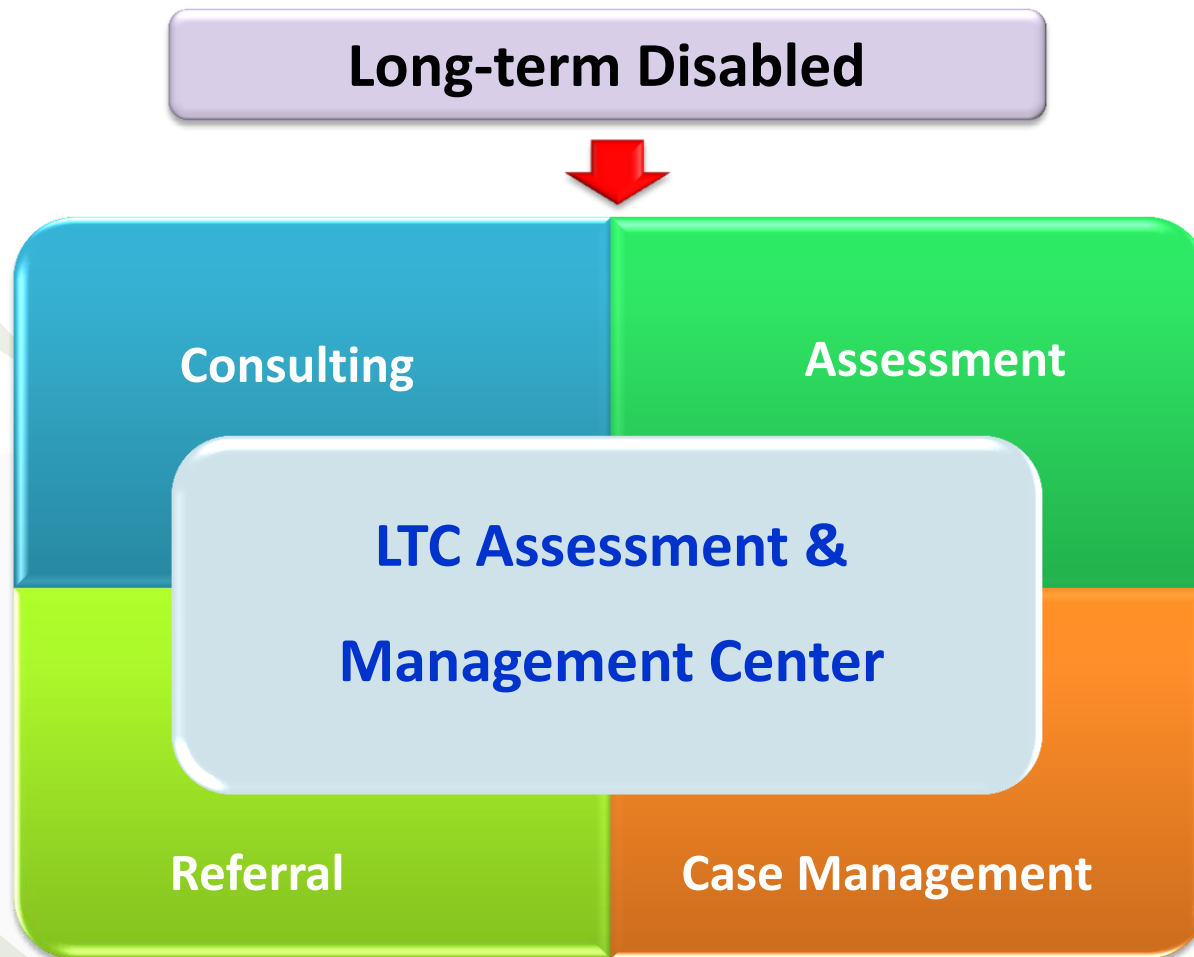 Long-term Disabled
Consulting
Assessment
LTC Assessment &
Management Center
Referral
Case Management